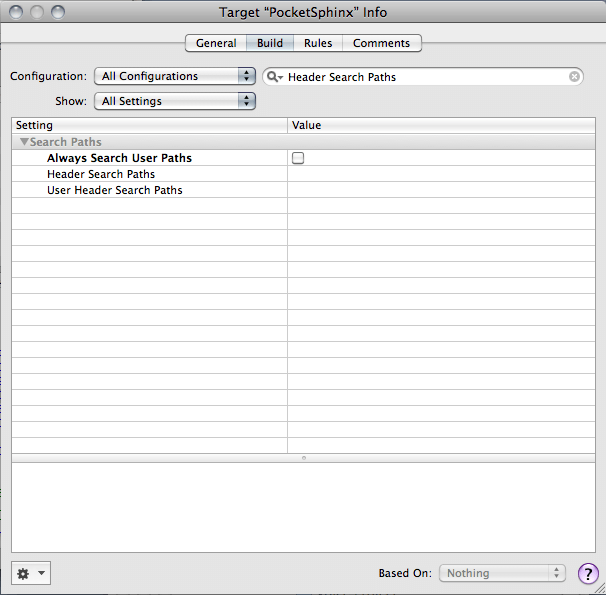 Target “PocketSphinx” Info
General Build Rules Comments
Configuration: All Configurations Header Search Paths
Show: All Settings
Setting Value
Search Paths
Always Search User Paths
Header Search Paths
User Header Search Paths
Based On: Nothing ?